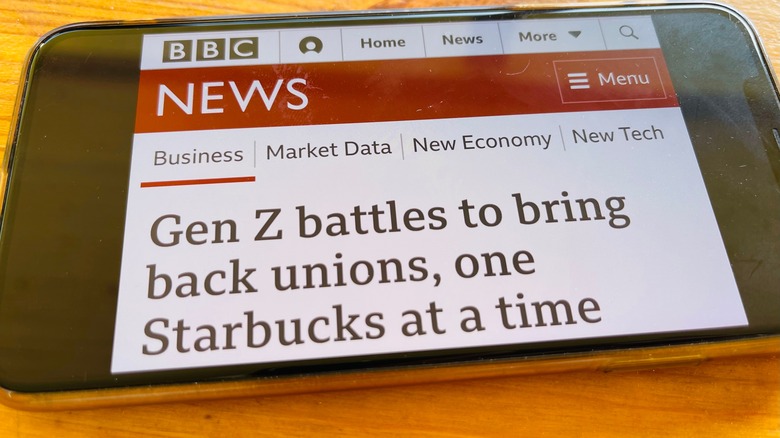 BBC Home News More
NEWS Menu
Business Market Data New Economy New Tech
Gen Z battles to bring
back unions, one
Starbucks at a time